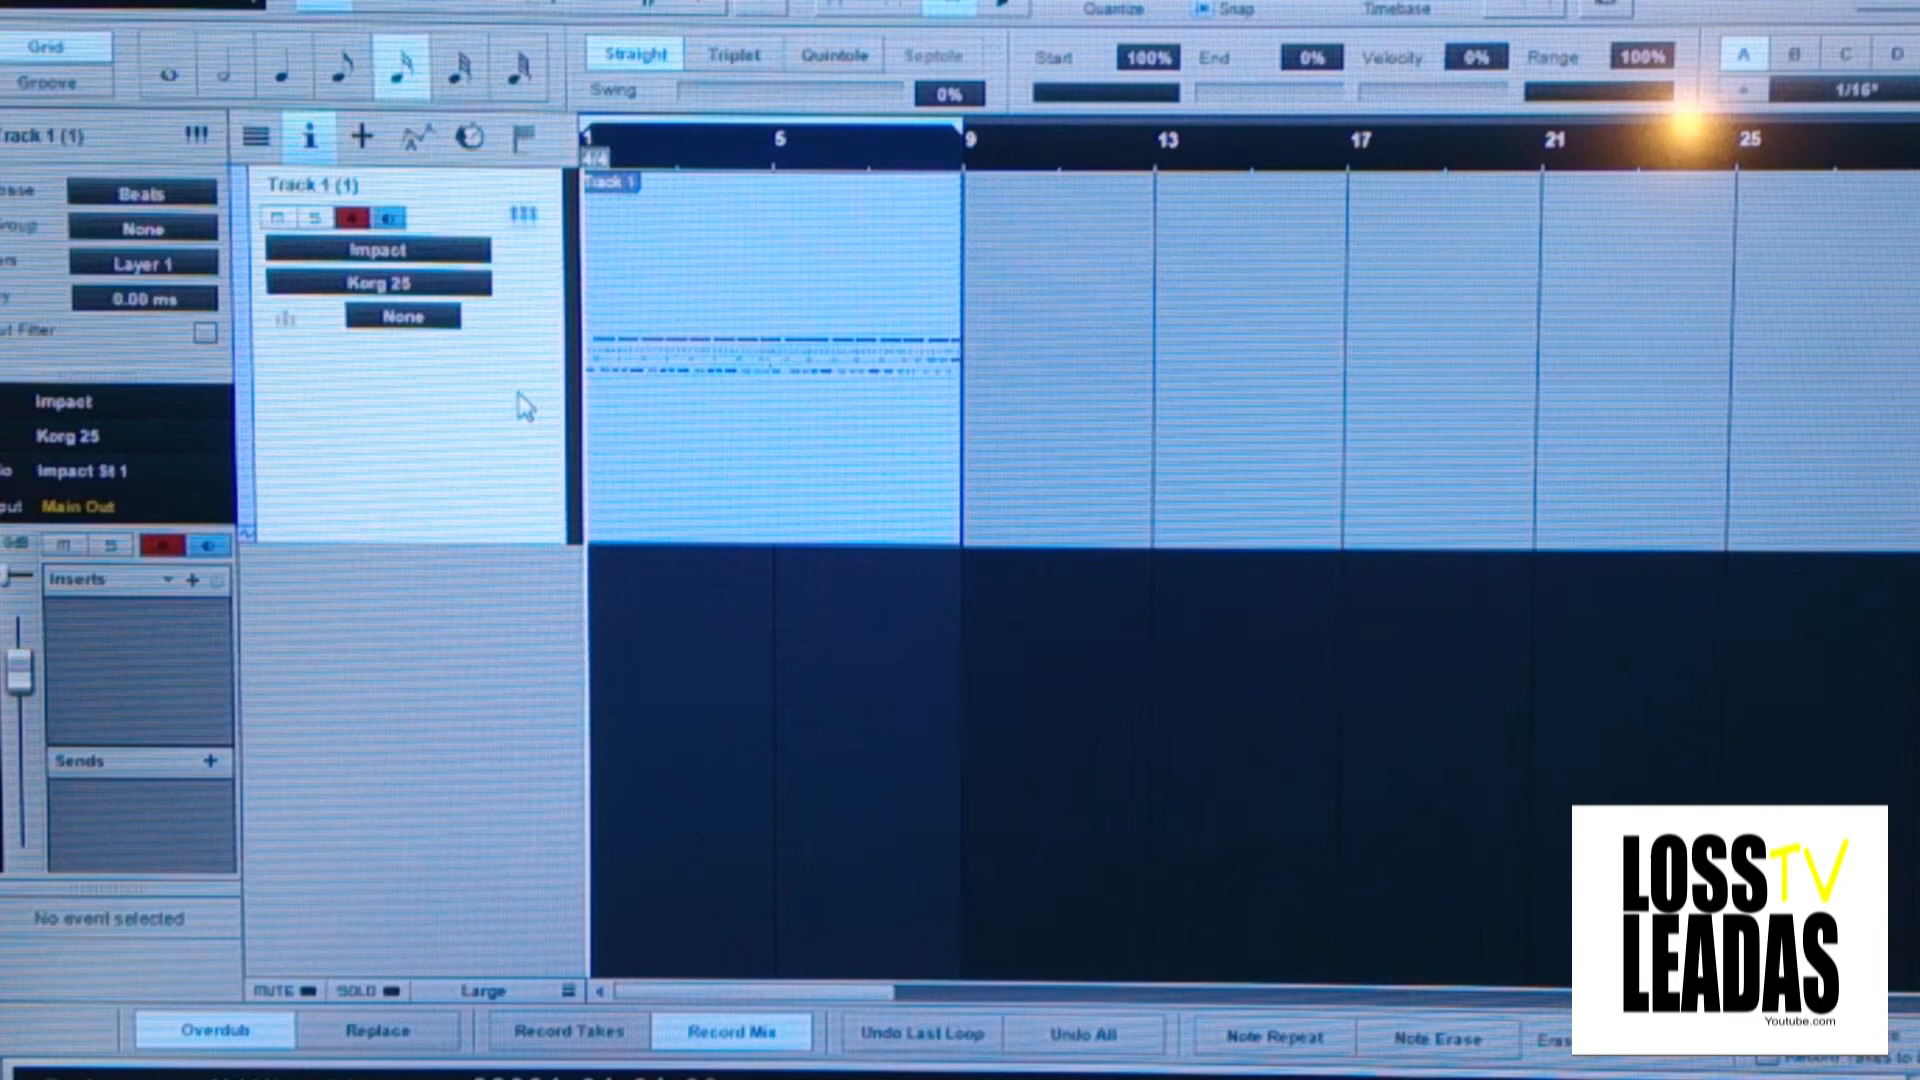 Quantize Snap Timebase
Grid
Groove
Straight Triplet Quintole Septole
Swing 0%
Start 100% End 0% Velocity 0% Range 100%
A B C D
1/16
Track 1 (1)
1 5 9 13 17 21 25
4/4
Track 1
Beats
None
Layer 1
0.00 ms
Track 1 (1)
m S
Impact
Korg 25
None
Impact
Korg 25
Impact St 1
Main Out
m S
Inserts
Sends
No event selected
MUTE SOLO Large
Overdub Replace Record Takes Record Mix Undo Last Loop Undo All Note Repeat Note Erase
LOSS TV
LEADAS
Youtube.com